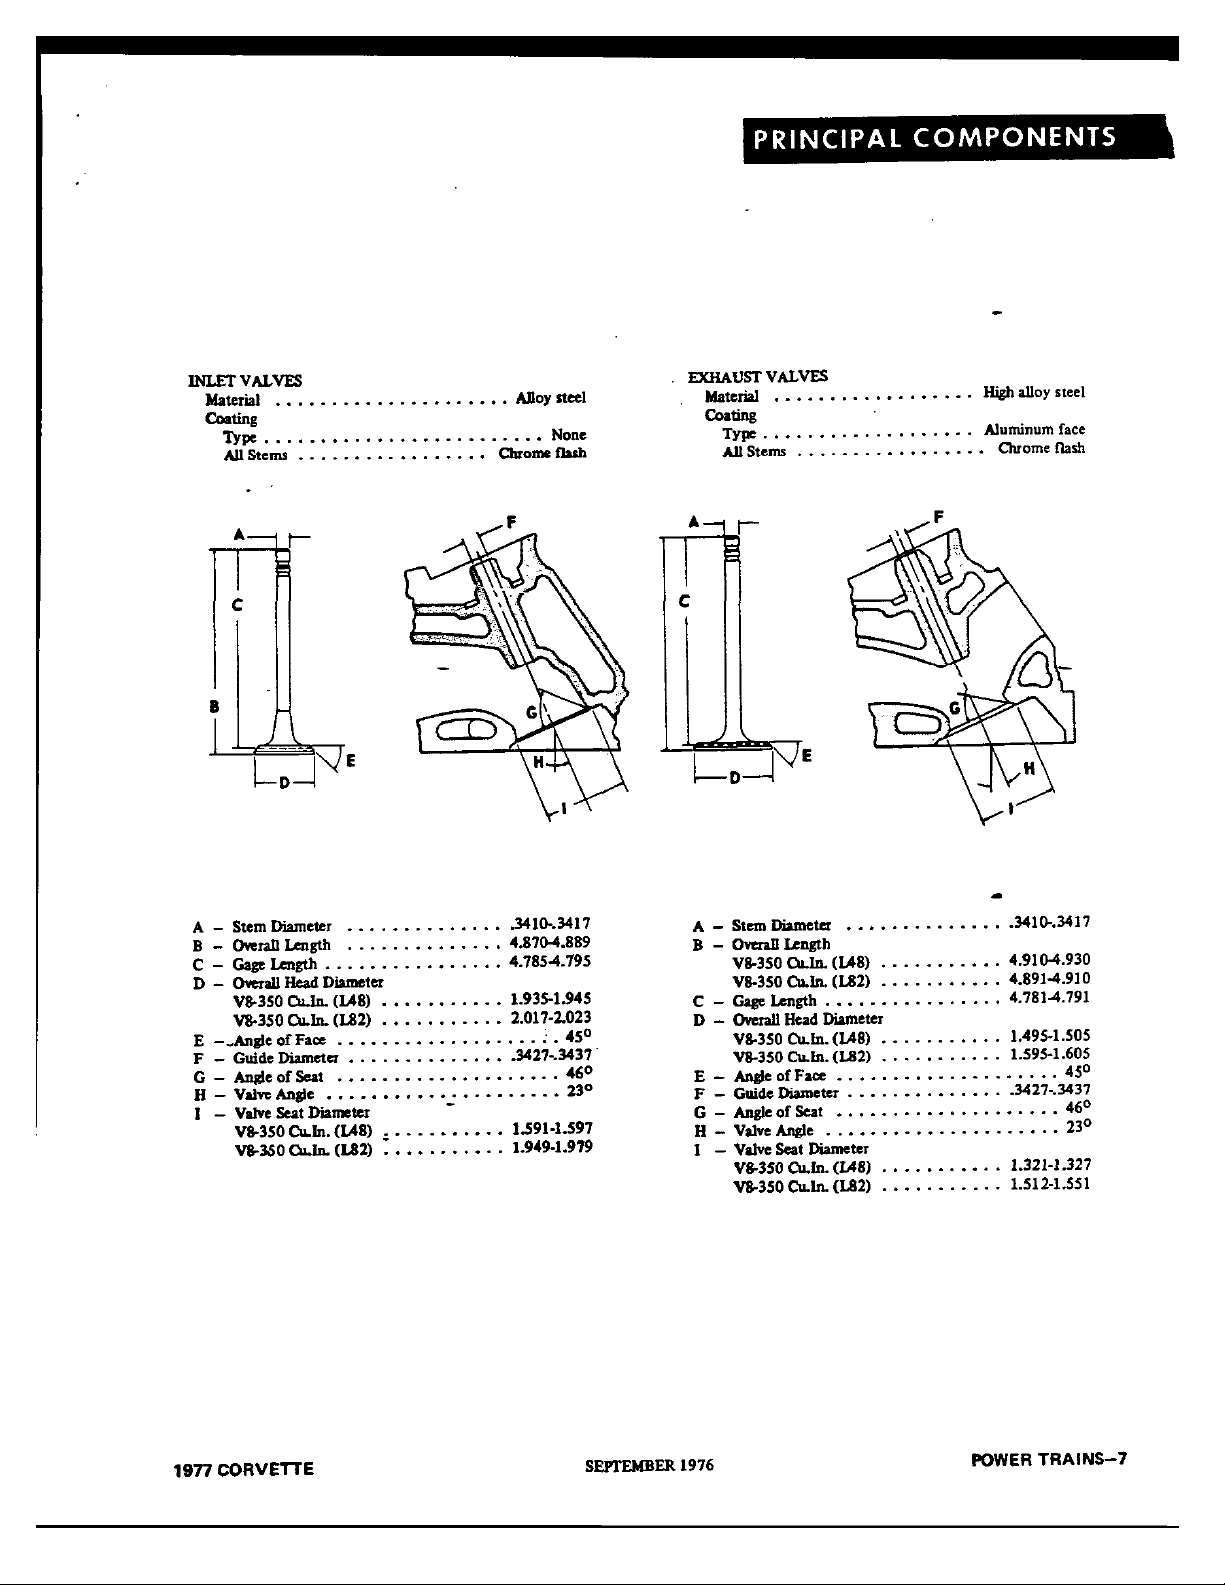 PRINCIPAL COMPONENTS
INLET VALVES
Material ..................... Alloy steel
Coating
Type ......................... None
All Stems ................. Chrome flash
A
F
C
B
G
E
H
D
I
A – Stem Diameter .............. .3410-.3417
B – Overall Length .............. 4.870-4.889
C – Gage Length ................ 4.785-4.795
D – Overall Head Diameter
V8-350 Cu.In. (L48) ........... 1.935-1.945
V8-350 Cu.In. (L82) ........... 2.017-2.023
E – Angle of Face .................... 45°
F – Guide Diameter .............. .3427-.3437
G – Angle of Seat .................... 46°
H – Valve Angle ..................... 23°
I – Valve Seat Diameter
V8-350 Cu.In. (L48) ........... 1.591-1.597
V8-350 Cu.In. (L82) ........... 1.949-1.979
EXHAUST VALVES
Material .................. High alloy steel
Coating
Type ................... Aluminum face
All Stems ................. Chrome flash
A
F
C
G
E
H
D
I
A – Stem Diameter .............. .3410-.3417
B – Overall Length
V8-350 Cu.In. (L48) ........... 4.910-4.930
V8-350 Cu.In. (L82) ........... 4.891-4.910
C – Gage Length ................ 4.781-4.791
D – Overall Head Diameter
V8-350 Cu.In. (L48) ........... 1.495-1.505
V8-350 Cu.In. (L82) ........... 1.595-1.605
E – Angle of Face .................... 45°
F – Guide Diameter .............. .3427-.3437
G – Angle of Seat .................... 46°
H – Valve Angle ..................... 23°
I – Valve Seat Diameter
V8-350 Cu.In. (L48) ........... 1.321-1.327
V8-350 Cu.In. (L82) ........... 1.512-1.551
1977 CORVETTE
SEPTEMBER 1976
POWER TRAINS–7